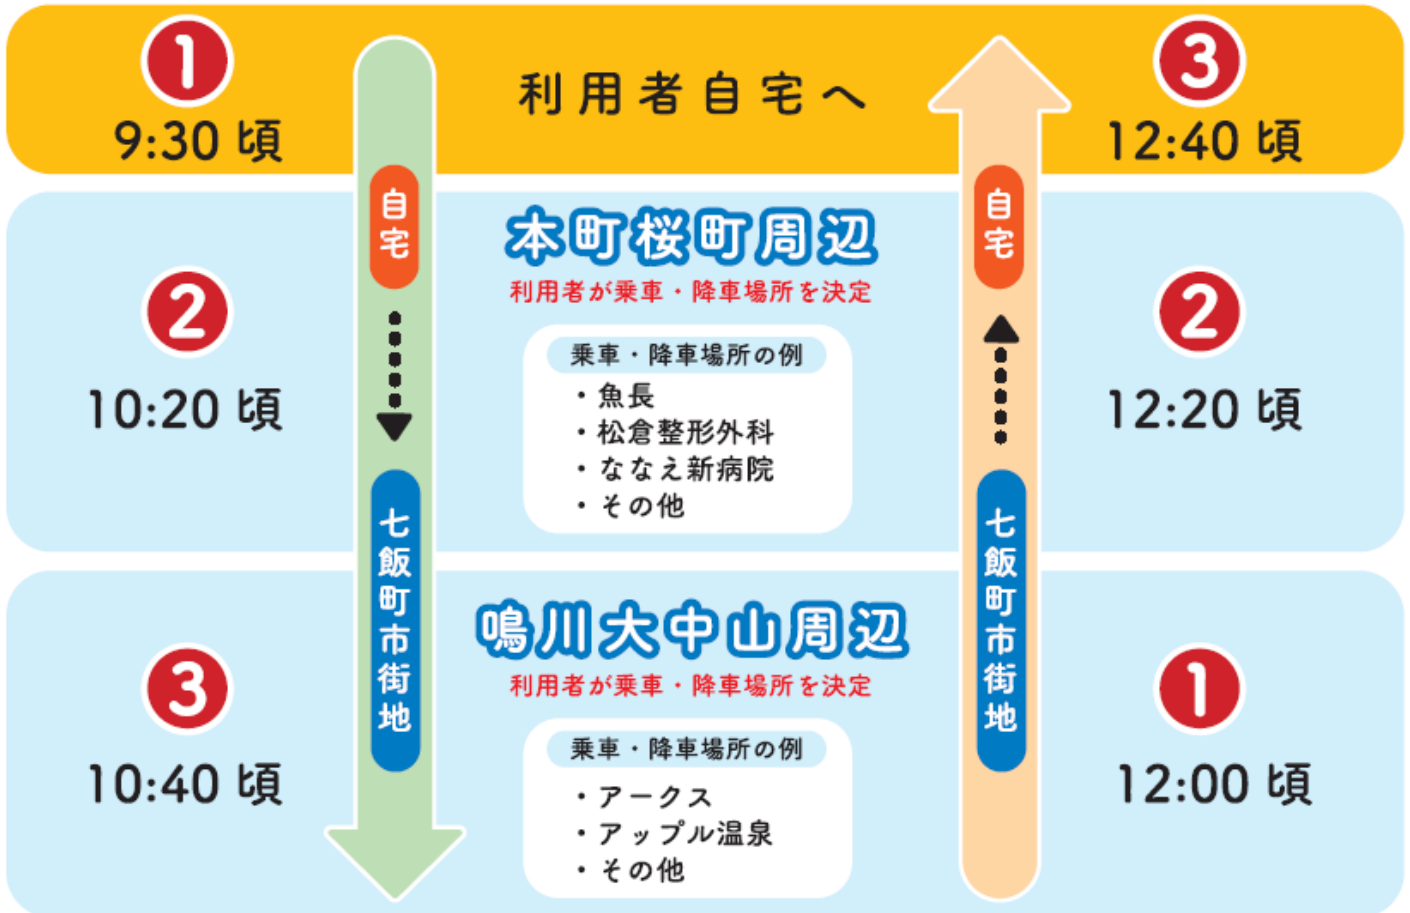 1
9:30 頃
利用者自宅へ
3
12:40 頃
自宅
本町桜町周辺
利用者が乗車・降車場所を決定
自宅
2
10:20 頃
乗車・降車場所の例
・魚長
・松倉整形外科
・ななえ新病院
・その他
2
12:20 頃
七飯町市街地
鳴川大中山周辺
利用者が乗車・降車場所を決定
七飯町市街地
3
10:40 頃
乗車・降車場所の例
・アークス
・アップル温泉
・その他
1
12:00 頃